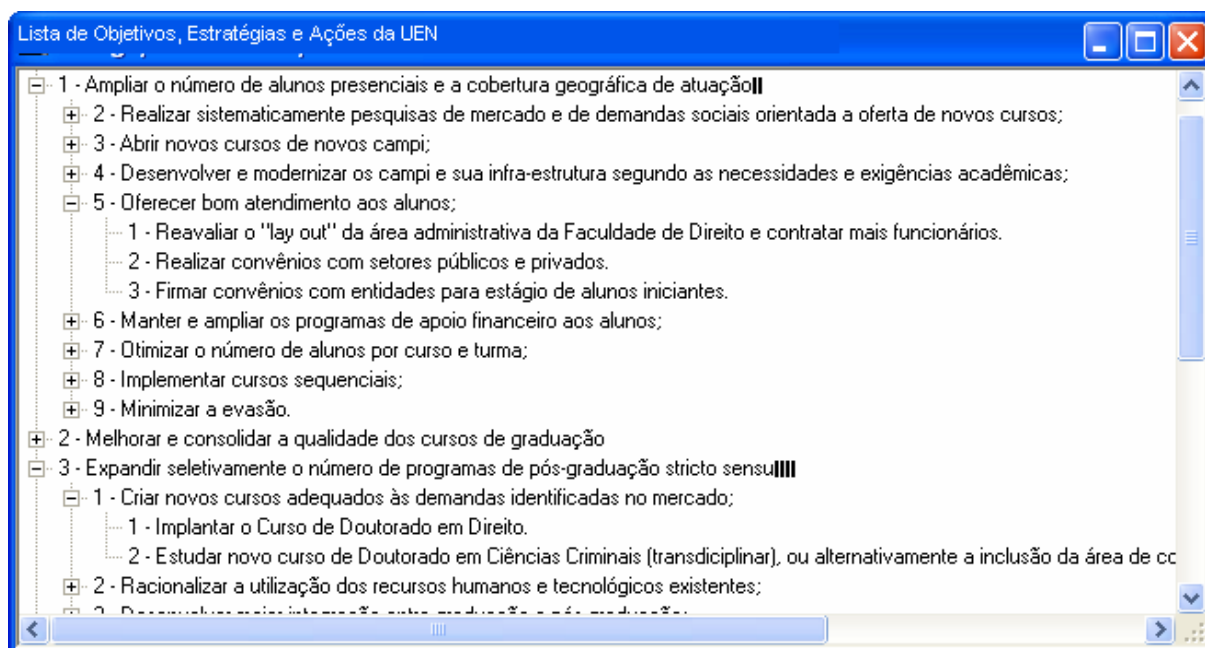 Lista de Objetivos, Estratégias e Ações da UEN
1 - Ampliar o número de alunos presenciais e a cobertura geográfica de atuação
2 - Realizar sistematicamente pesquisas de mercado e de demandas sociais orientada a oferta de novos cursos;
3 - Abrir novos cursos de novos campi;
4 - Desenvolver e modernizar os campi e sua infra-estrutura segundo as necessidades e exigências acadêmicas;
5 - Oferecer bom atendimento aos alunos;
1 - Reavaliar o "lay out" da área administrativa da Faculdade de Direito e contratar mais funcionários.
2 - Realizar convênios com setores públicos e privados.
3 - Firmar convênios com entidades para estágio de alunos iniciantes.
6 - Manter e ampliar os programas de apoio financeiro aos alunos;
7 - Otimizar o número de alunos por curso e turma;
8 - Implementar cursos sequenciais;
9 - Minimizar a evasão.
2 - Melhorar e consolidar a qualidade dos cursos de graduação
3 - Expandir seletivamente o número de programas de pós-graduação stricto sensu
1 - Criar novos cursos adequados às demandas identificadas no mercado;
1 - Implantar o Curso de Doutorado em Direito.
2 - Estudar novo curso de Doutorado em Ciências Criminais (transdiciplinar), ou alternativamente a inclusão da área de co
2 - Racionalizar a utilização dos recursos humanos e tecnológicos existentes;